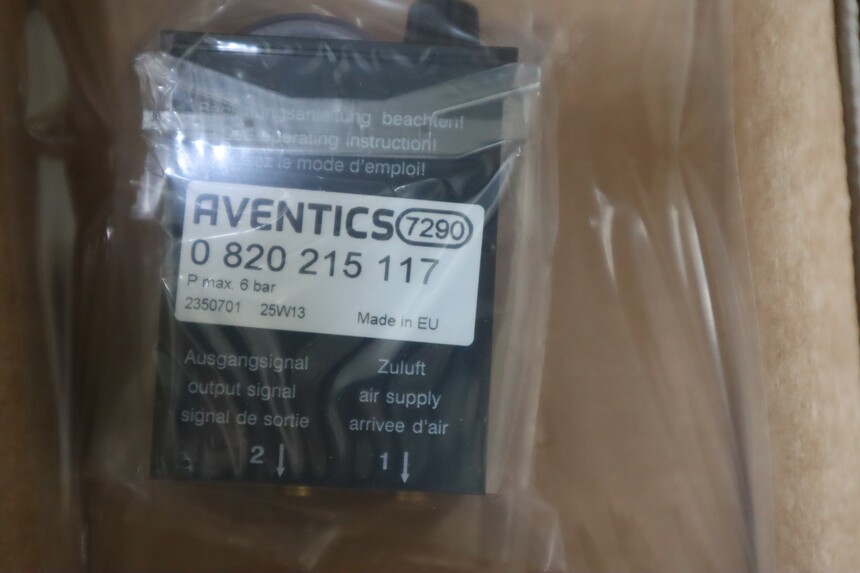 beachten!
operating instruction!
le mode d'emploi!
AVENTICS 7290
0 820 215 117
P max. 6 bar
2350701 25W13
Made in EU
Ausgangsignal
output signal
signal de sortie
2 ↓
Zuluft
air supply
arrivee d'air
1 ↓